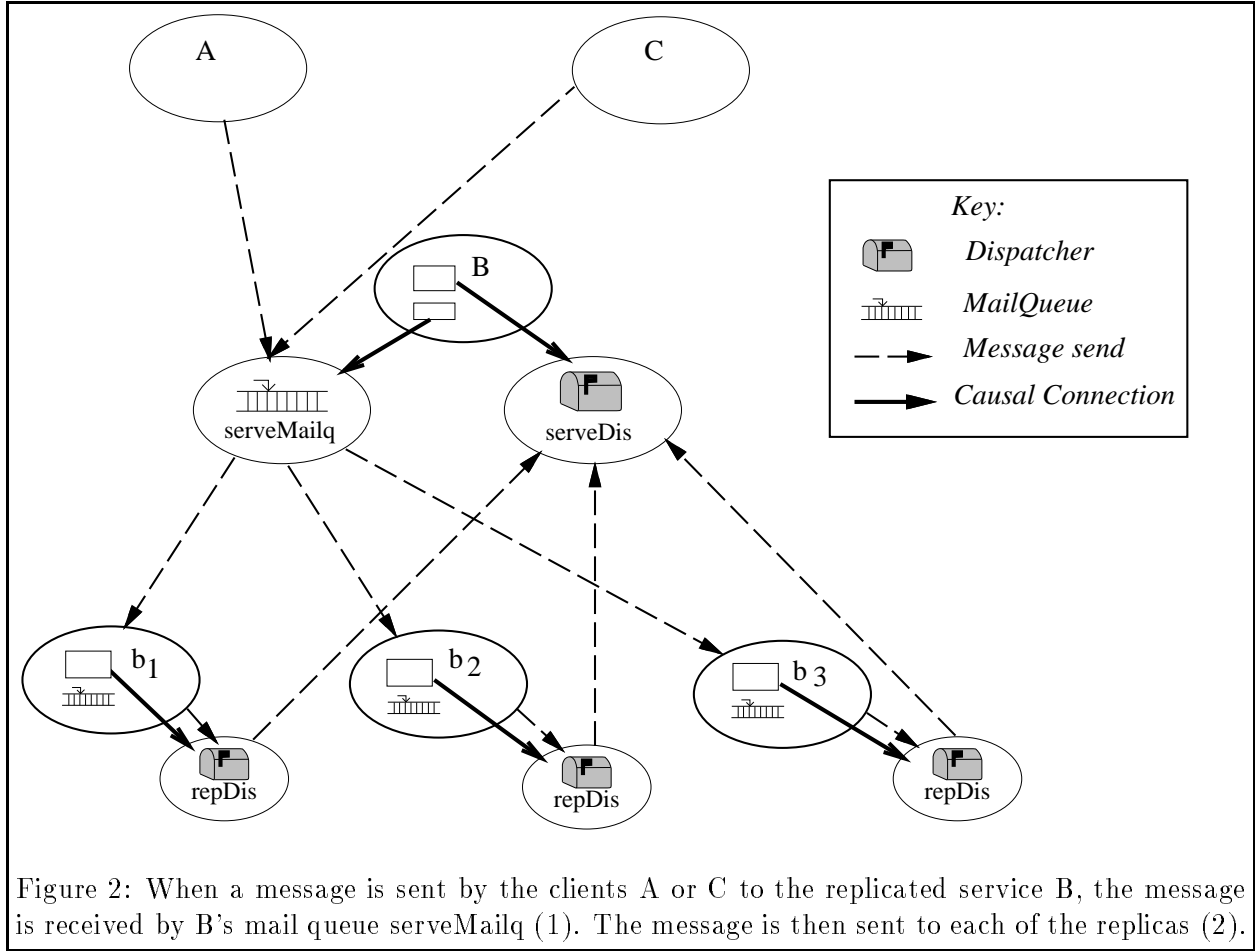 A
C
Key:
Dispatcher
MailQueue
Message send
Causal Connection
B
serveMailq
serveDis
b1
b2
b3
repDis
repDis
repDis
Figure 2: When a message is sent by the clients A or C to the replicated service B, the message
is received by B's mail queue serveMailq (1). The message is then sent to each of the replicas (2).